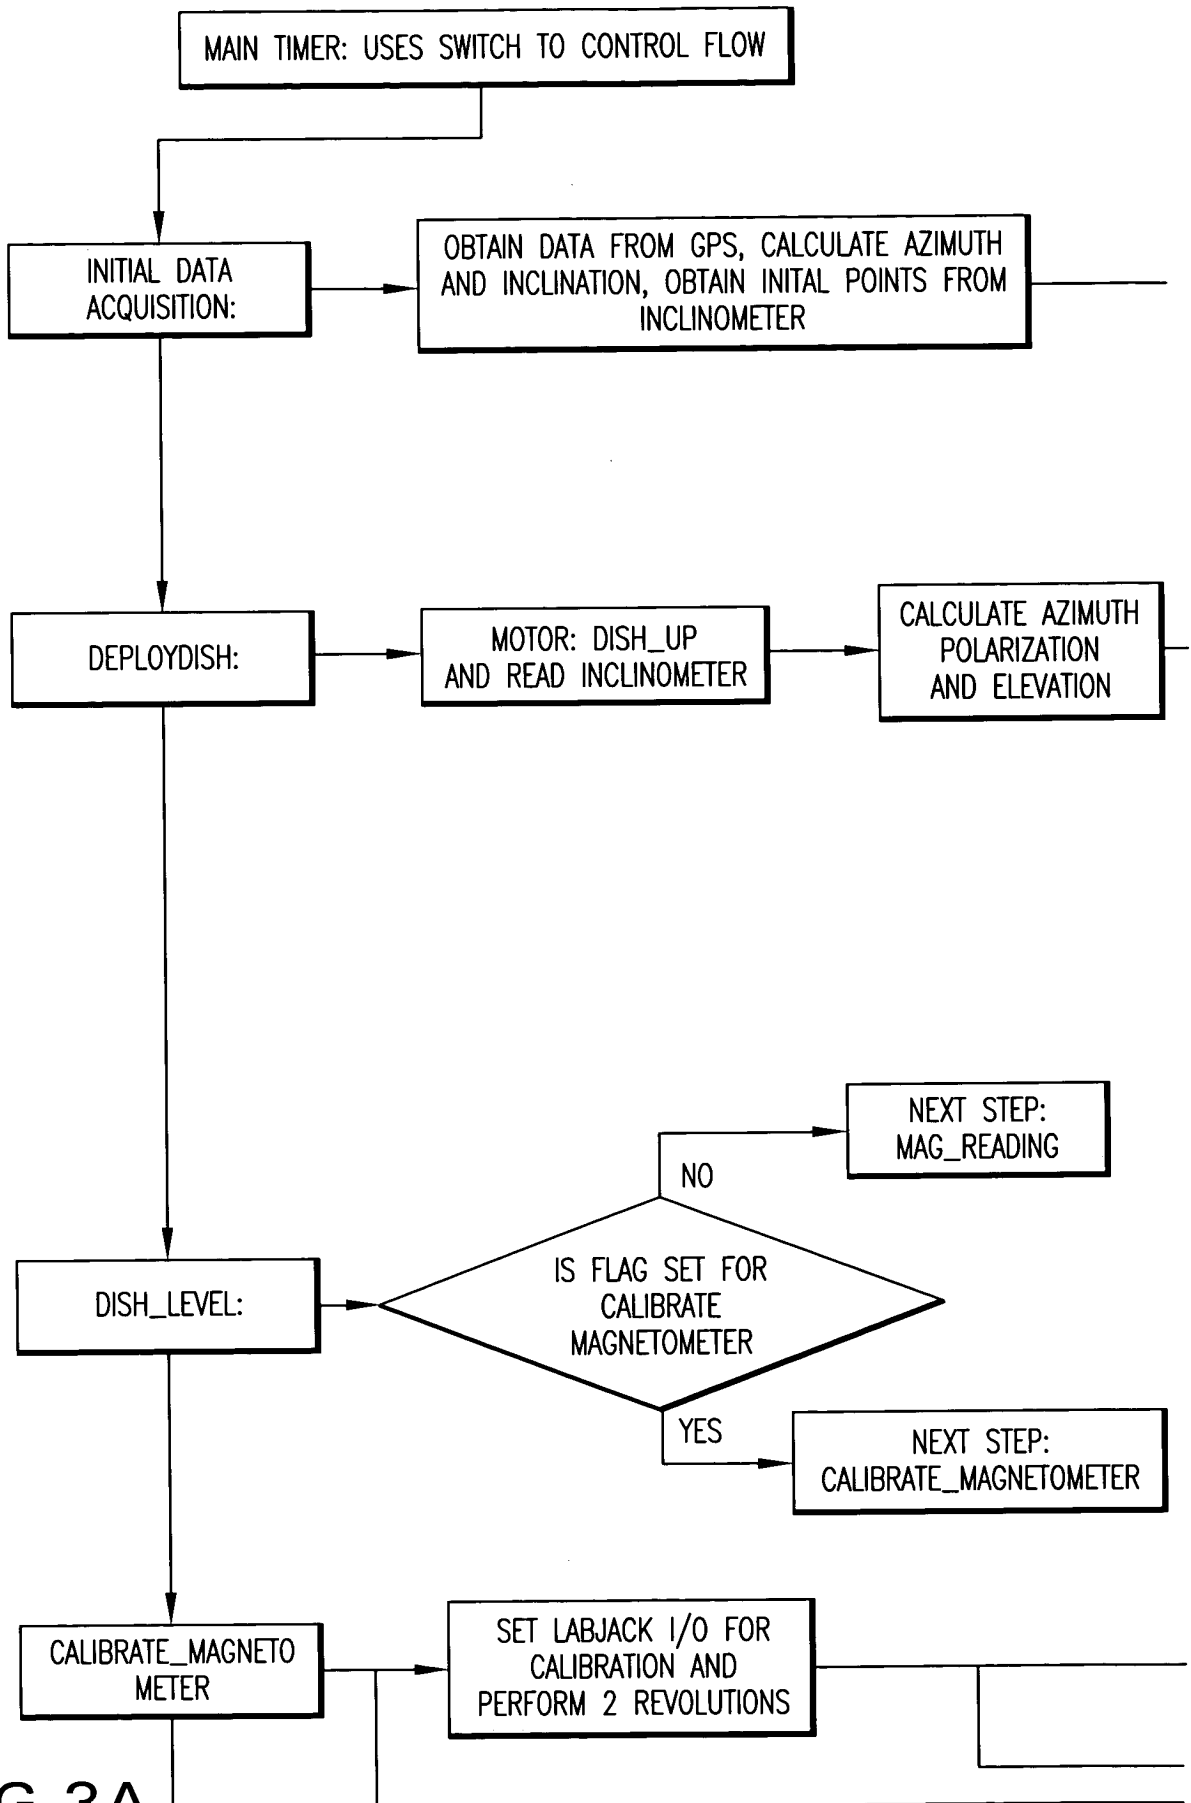 MAIN TIMER: USES SWITCH TO CONTROL FLOW
INITIAL DATA
ACQUISITION:
OBTAIN DATA FROM GPS, CALCULATE AZIMUTH
AND INCLINATION, OBTAIN INITAL POINTS FROM
INCLINOMETER
DEPLOYDISH:
MOTOR: DISH_UP
AND READ INCLINOMETER
CALCULATE AZIMUTH
POLARIZATION
AND ELEVATION
NEXT STEP:
MAG_READING
NO
DISH_LEVEL:
IS FLAG SET FOR
CALIBRATE
MAGNETOMETER
YES
NEXT STEP:
CALIBRATE_MAGNETOMETER
CALIBRATE_MAGNETO
METER
SET LABJACK I/O FOR
CALIBRATION AND
PERFORM 2 REVOLUTIONS
G.3A